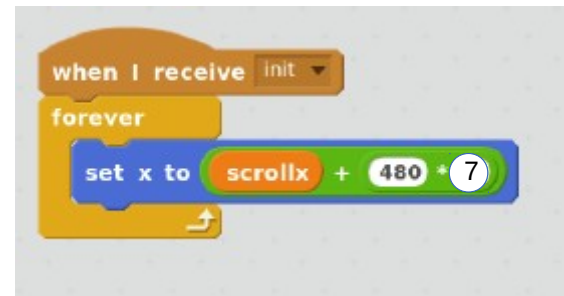 when I receive init
forever
set x to scrollx + 480 * 7